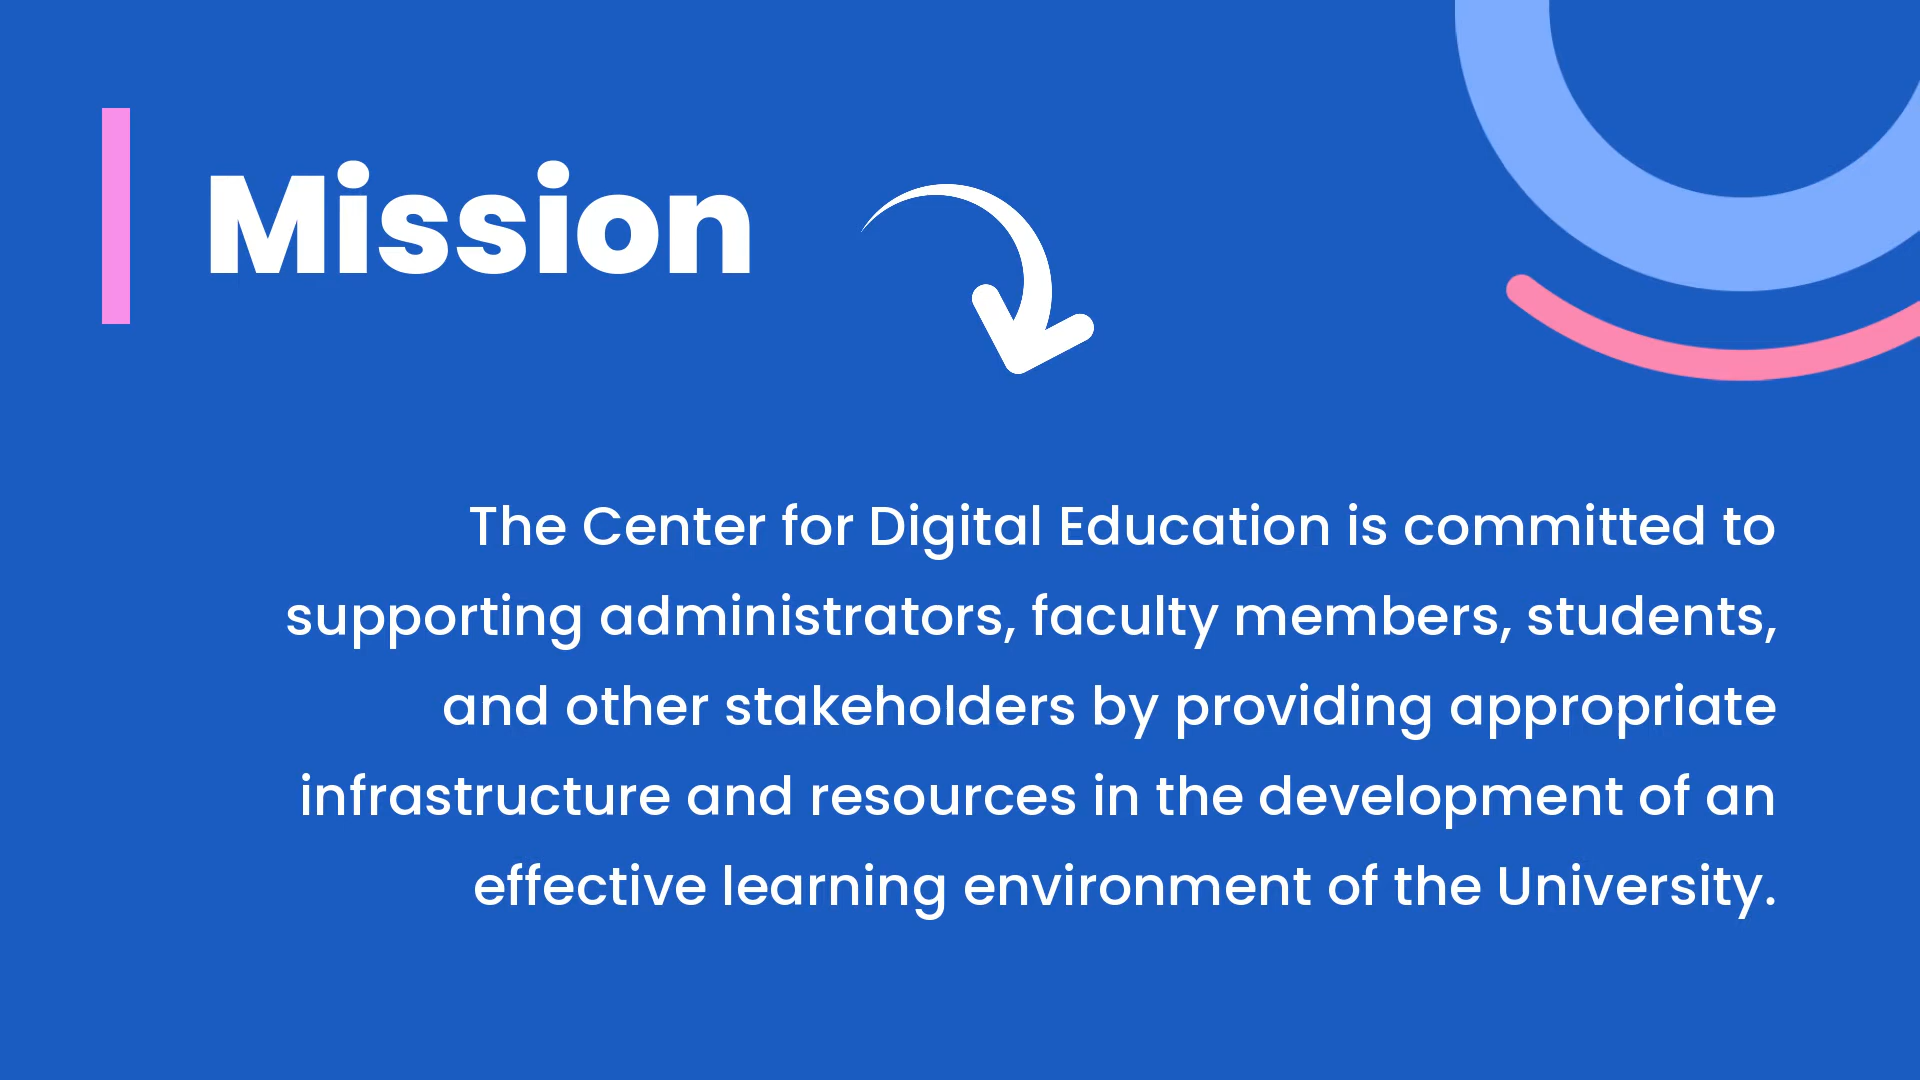 Mission
The Center for Digital Education is committed to
supporting administrators, faculty members, students,
and other stakeholders by providing appropriate
infrastructure and resources in the development of an
effective learning environment of the University.